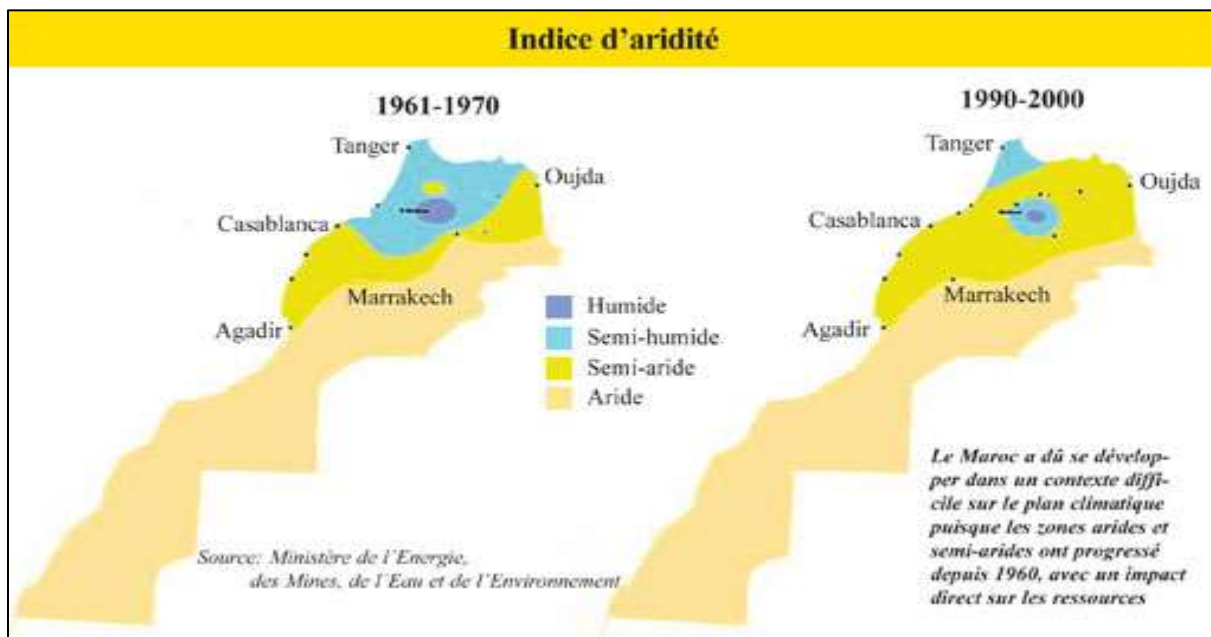 Indice d'aridité
1961-1970
Tanger
Oujda
Casablanca
Marrakech
Agadir
1990-2000
Tanger
Oujda
Casablanca
Marrakech
Agadir
Humide
Semi-humide
Semi-aride
Aride
Le Maroc a dû se dévelop-
per dans un contexte diffi-
cile sur le plan climatique
puisque les zones arides et
semi-arides ont progressé
depuis 1960, avec un impact
direct sur les ressources
Source: Ministère de l'Energie,
des Mines, de l'Eau et de l'Environnement